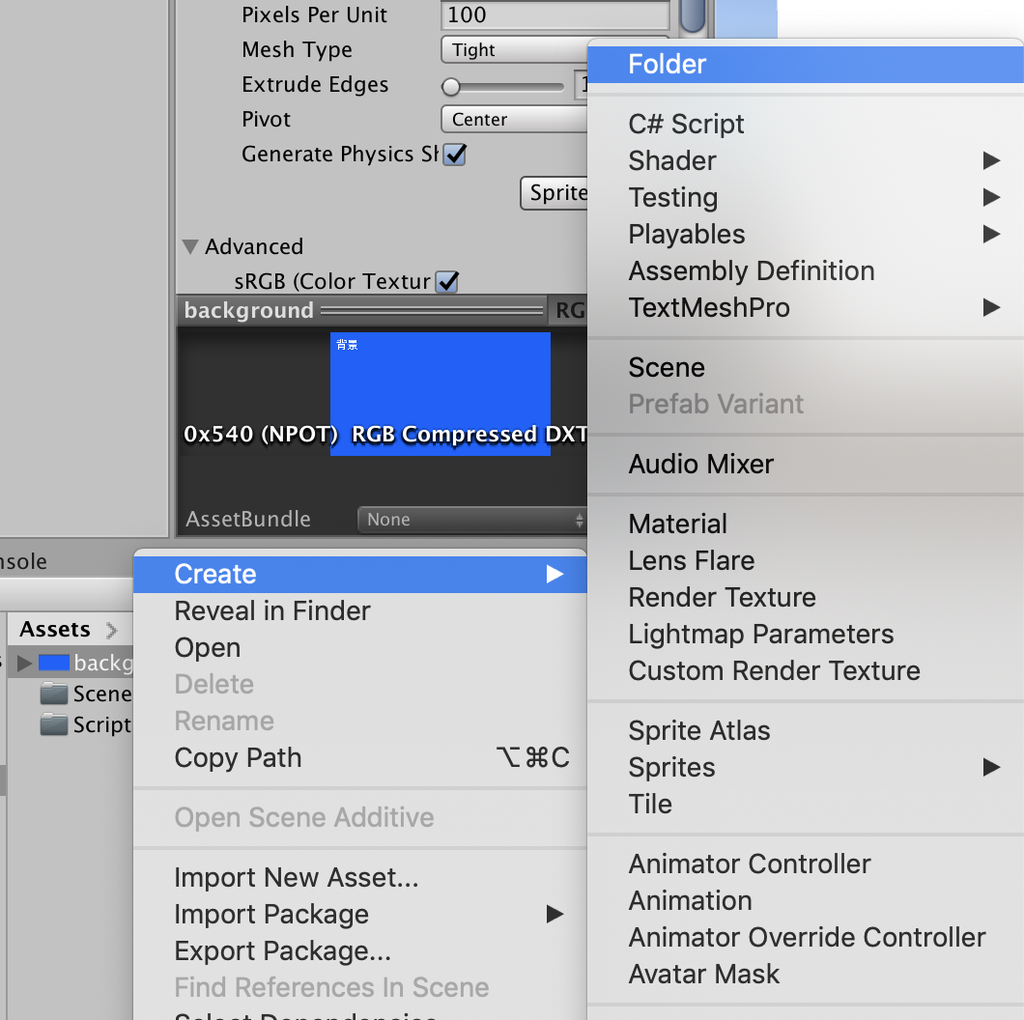 Pixels Per Unit 100
Mesh Type Tight
Extrude Edges
Pivot Center
Generate Physics Sh
Sprite
Advanced
sRGB (Color Textur
background RG
背景
0x540 (NPOT) RGB Compressed DXT
AssetBundle None
nsole
Assets
backg
Scene
Script
Create
Reveal in Finder
Open
Delete
Rename
Copy Path ⌥⌘C
Open Scene Additive
Import New Asset...
Import Package
Export Package...
Find References In Scene
Select Dependencies
Folder
C# Script
Shader
Testing
Playables
Assembly Definition
TextMeshPro
Scene
Prefab Variant
Audio Mixer
Material
Lens Flare
Render Texture
Lightmap Parameters
Custom Render Texture
Sprite Atlas
Sprites
Tile
Animator Controller
Animation
Animator Override Controller
Avatar Mask